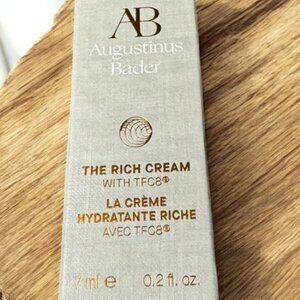 AB
Augustinus
Bader
THE RICH CREAM
WITH TFC8®
LA CRÈME
HYDRATANTE RICHE
AVEC TFC8®
7 ml e 0.2 fl. oz.